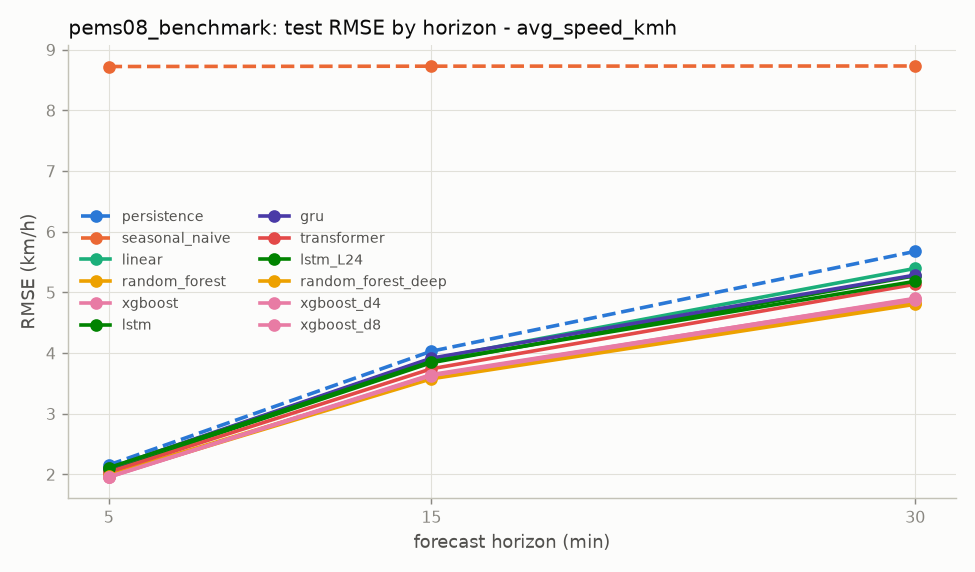 pems08_benchmark: test RMSE by horizon - avg_speed_kmh
9
8
7
6
5
4
3
2
RMSE (km/h)
persistence
seasonal_naive
linear
random_forest
xgboost
lstm
gru
transformer
lstm_L24
random_forest_deep
xgboost_d4
xgboost_d8
5
15
30
forecast horizon (min)